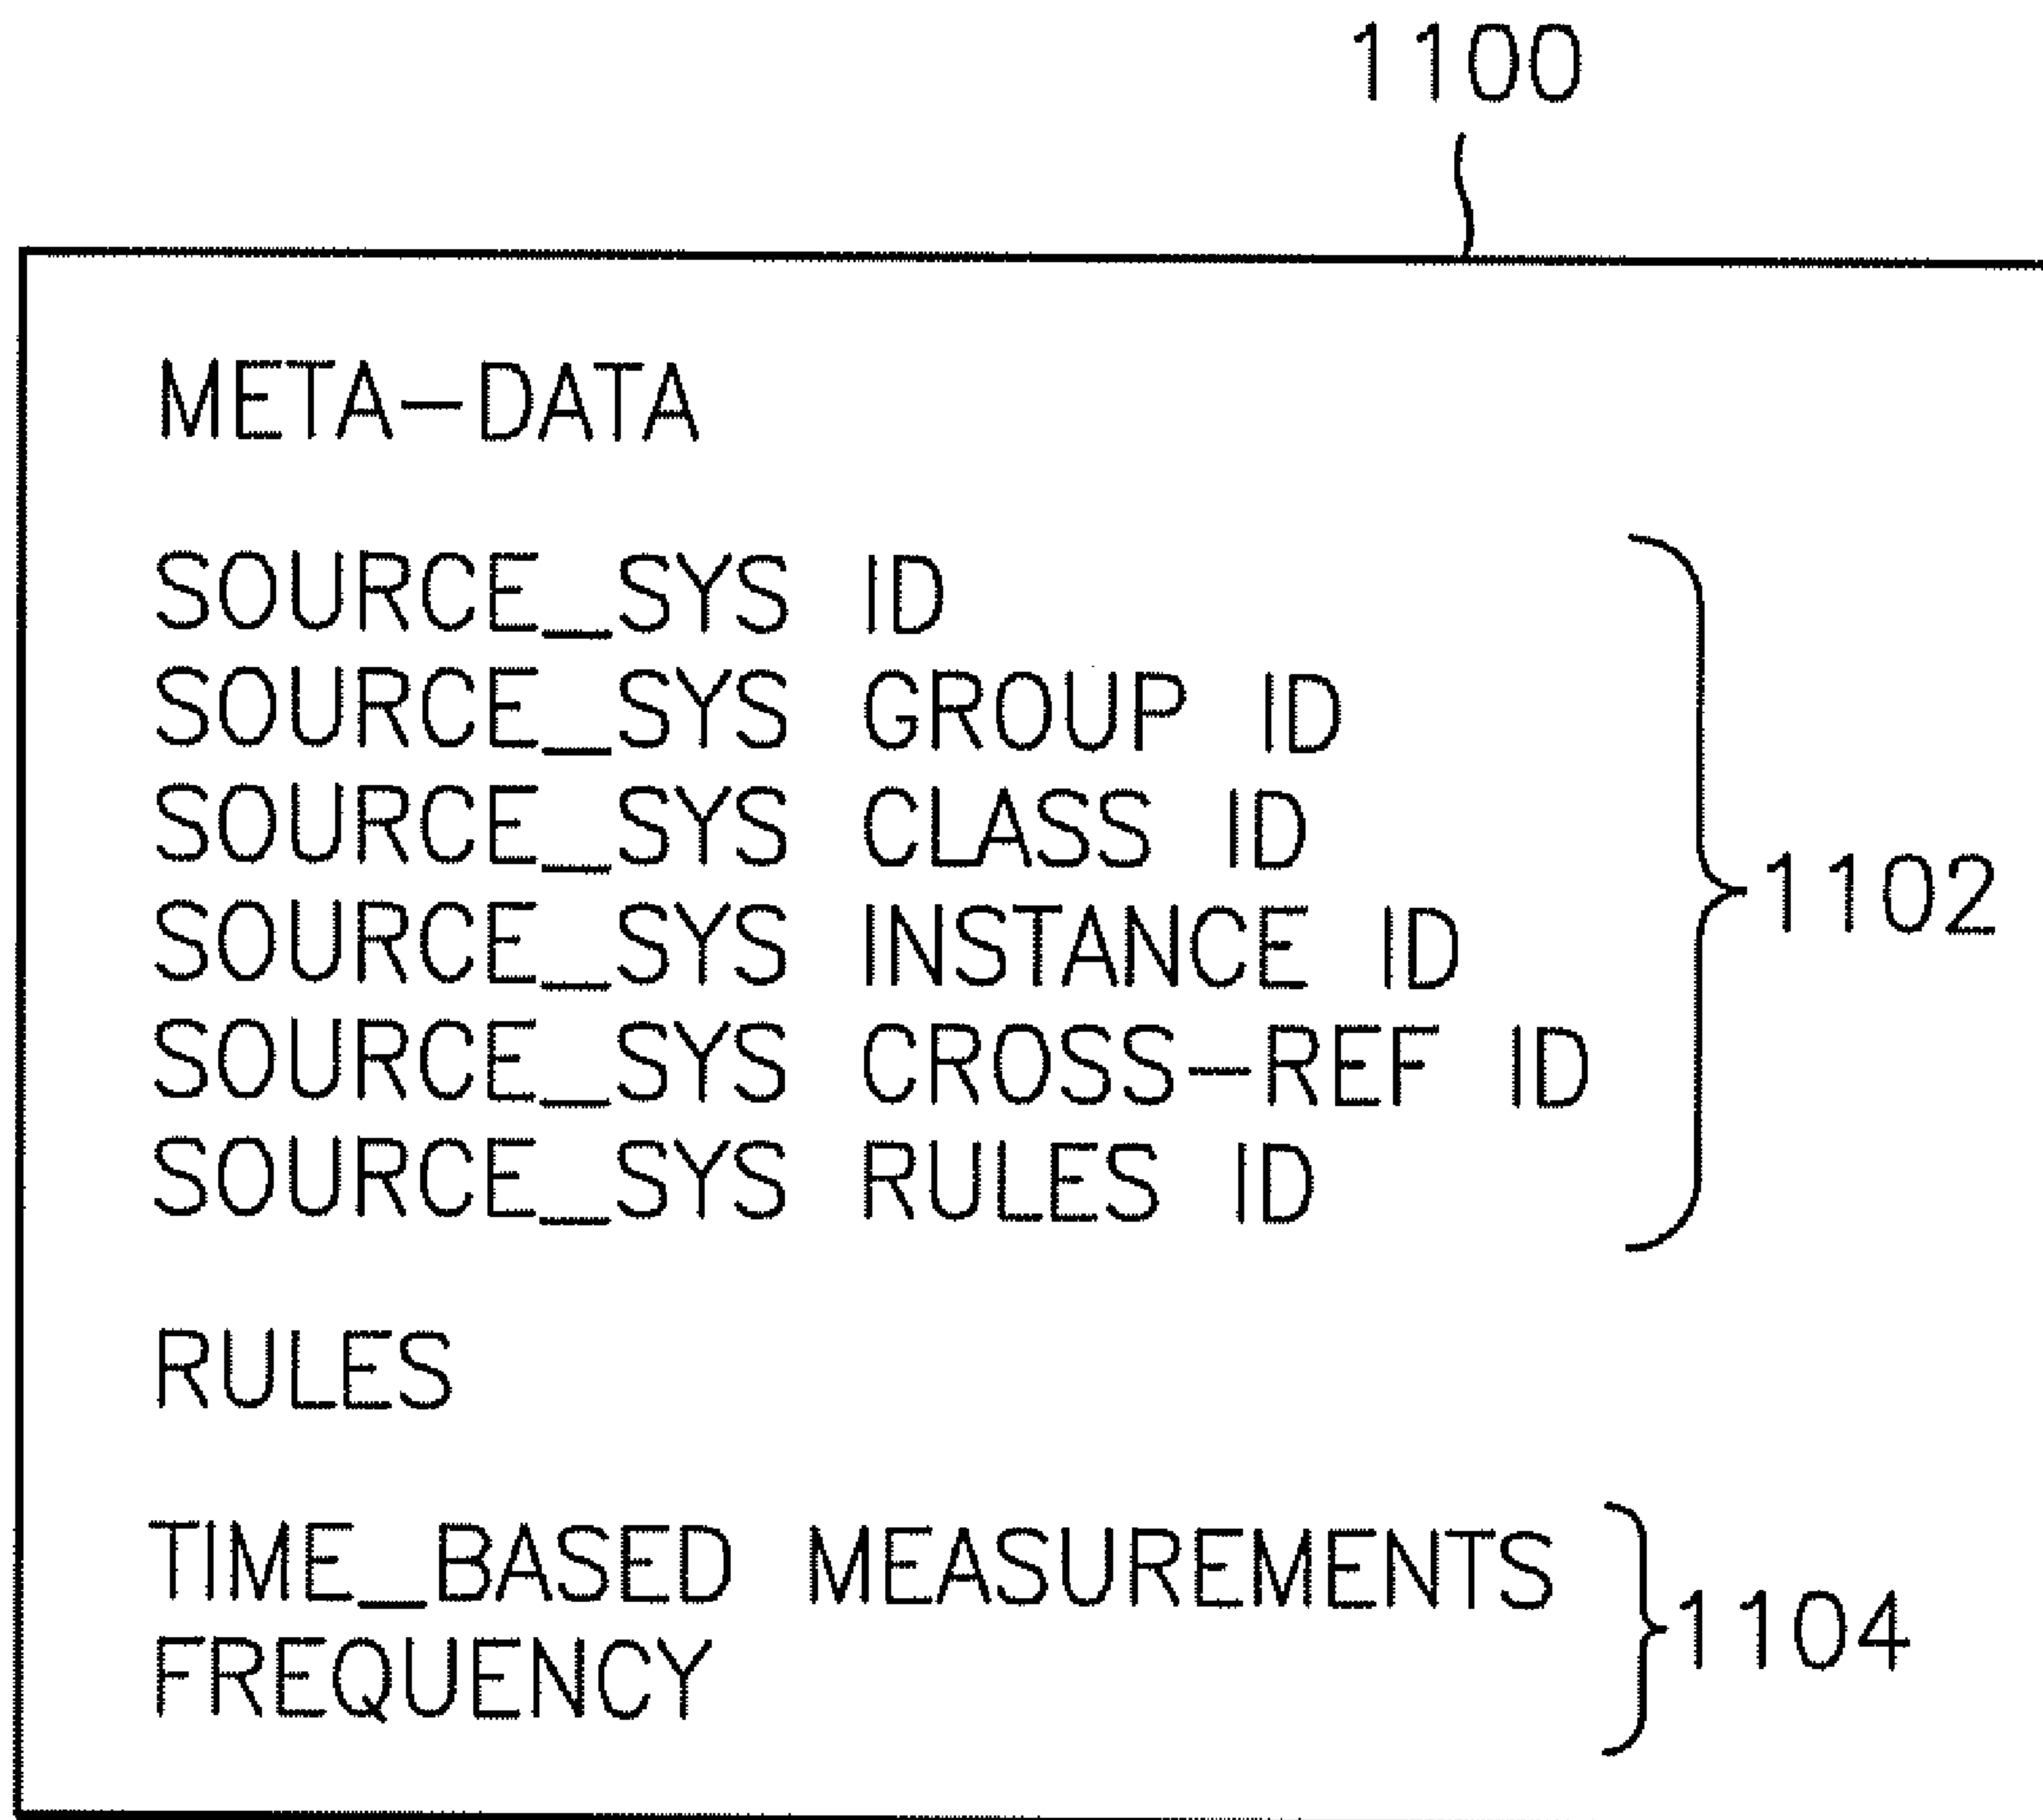 1100
META-DATA
SOURCE_SYS ID
SOURCE_SYS GROUP ID
SOURCE_SYS CLASS ID
SOURCE_SYS INSTANCE ID
1102
SOURCE_SYS CROSS-REF ID
SOURCE_SYS RULES ID
RULES
TIME_BASED MEASUREMENTS
1104
FREQUENCY